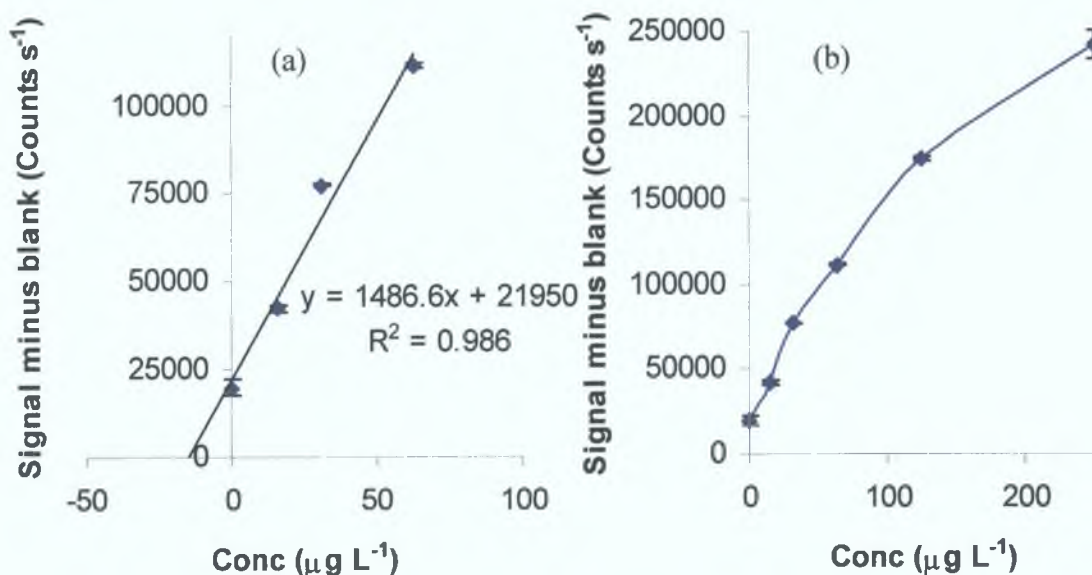 Signal minus blank (Counts s⁻¹)
(a)
100000
75000
50000
25000
0
y = 1486.6x + 21950
R² = 0.986
-50
0
50
100
Conc (µg L⁻¹)
Signal minus blank (Counts s⁻¹)
(b)
250000
200000
150000
100000
50000
0
0
100
200
Conc (µg L⁻¹)